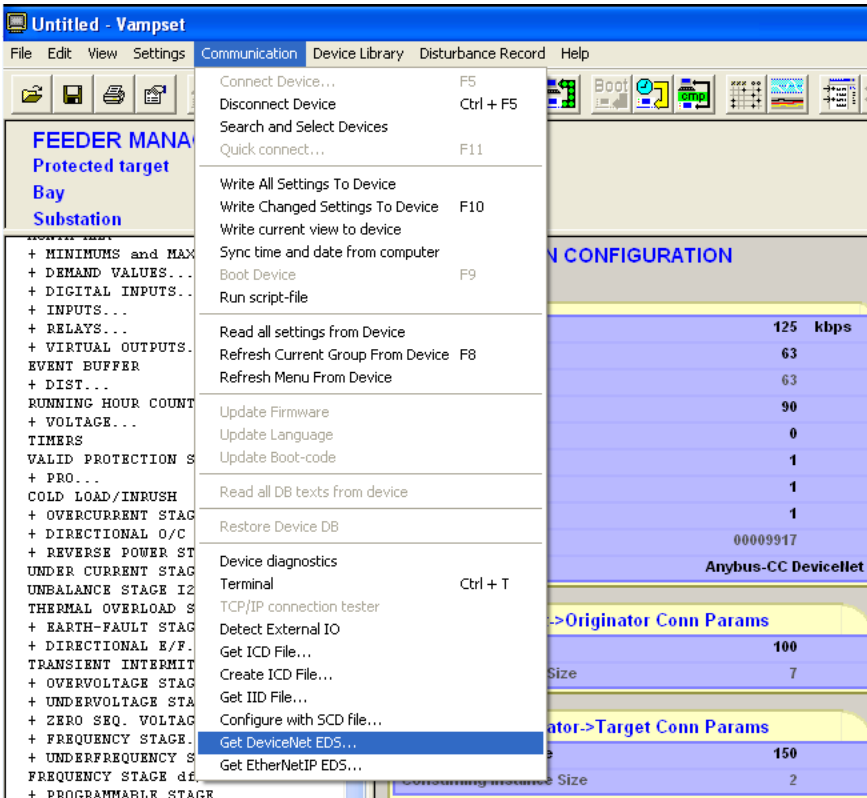 Untitled - Vampset
File Edit View Settings Communication Device Library Disturbance Record Help
Boot
cmp
FEEDER MANA
Protected target
Bay
Substation
Connect Device... F5
Disconnect Device Ctrl + F5
Search and Select Devices
Quick connect... F11
Write All Settings To Device
Write Changed Settings To Device F10
Write current view to device
Sync time and date from computer
Boot Device F9
Run script-file
Read all settings from Device
Refresh Current Group From Device F8
Refresh Menu From Device
Update Firmware
Update Language
Update Boot-code
Read all DB texts from device
Restore Device DB
Device diagnostics
Terminal Ctrl + T
TCP/IP connection tester
Detect External IO
Get ICD File...
Create ICD File...
Get IID File...
Configure with SCD file...
Get DeviceNet EDS...
Get EtherNetIP EDS...
+ MINIMUMS and MAX
+ DEMAND VALUES...
+ DIGITAL INPUTS..
+ INPUTS...
+ RELAYS...
+ VIRTUAL OUTPUTS.
EVENT BUFFER
+ DIST...
RUNNING HOUR COUNT
+ VOLTAGE...
TIMERS
VALID PROTECTION S
+ PRO...
COLD LOAD/INRUSH
+ OVERCURRENT STAG
+ DIRECTIONAL O/C
+ REVERSE POWER ST
UNDER CURRENT STAG
UNBALANCE STAGE I2
THERMAL OVERLOAD S
+ EARTH-FAULT STAG
+ DIRECTIONAL E/F.
TRANSIENT INTERMIT
+ OVERVOLTAGE STAG
+ UNDERVOLTAGE STA
+ ZERO SEQ. VOLTAG
+ FREQUENCY STAGE.
+ UNDERFREQUENCY S
FREQUENCY STAGE df
+ PROGRAMMABLE STAGE
N CONFIGURATION
125 kbps
63
63
90
0
1
1
1
00009917
Anybus-CC DeviceNet
->Originator Conn Params
100
Size 7
ator->Target Conn Params
150
Consuming Instance Size 2